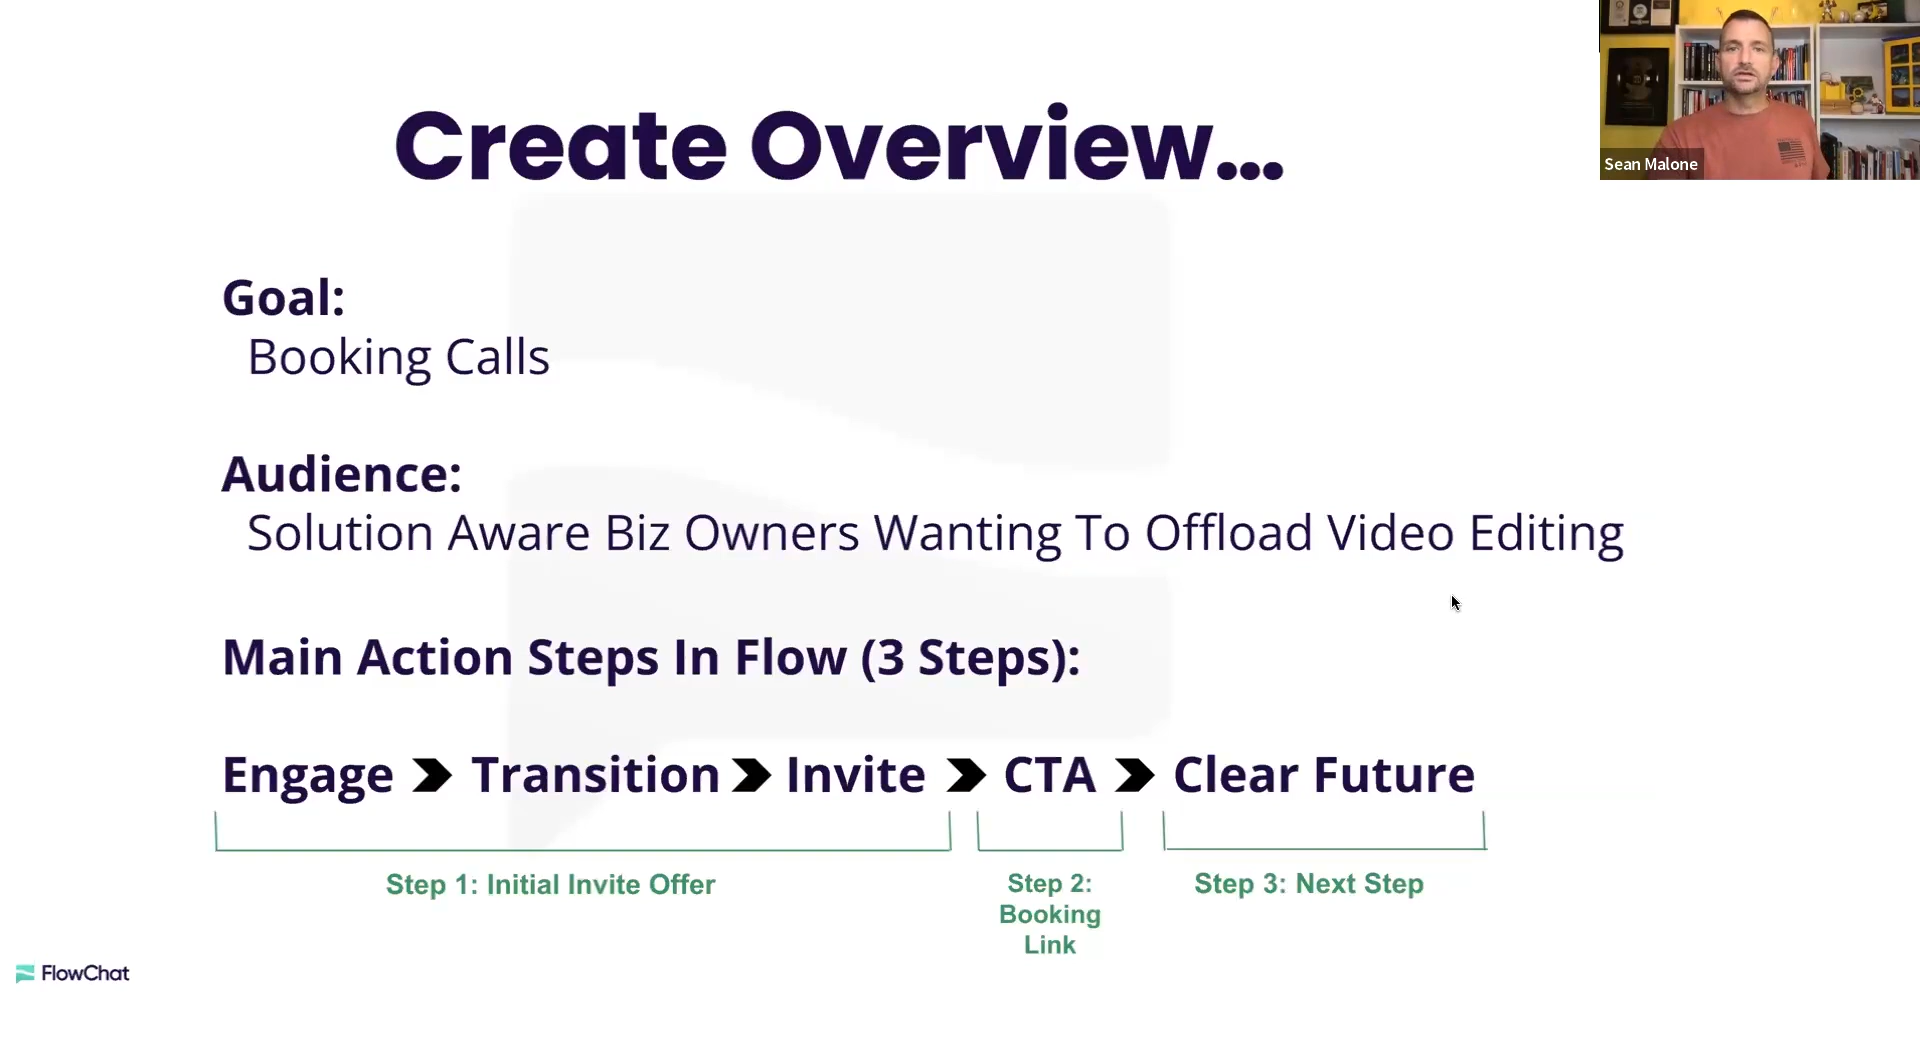 Create Overview...
Sean Malone
Goal:
Booking Calls
Audience:
Solution Aware Biz Owners Wanting To Offload Video Editing
Main Action Steps In Flow (3 Steps):
Engage Transition Invite CTA Clear Future
Step 1: Initial Invite Offer
Step 2:
Booking
Link
Step 3: Next Step
FlowChat